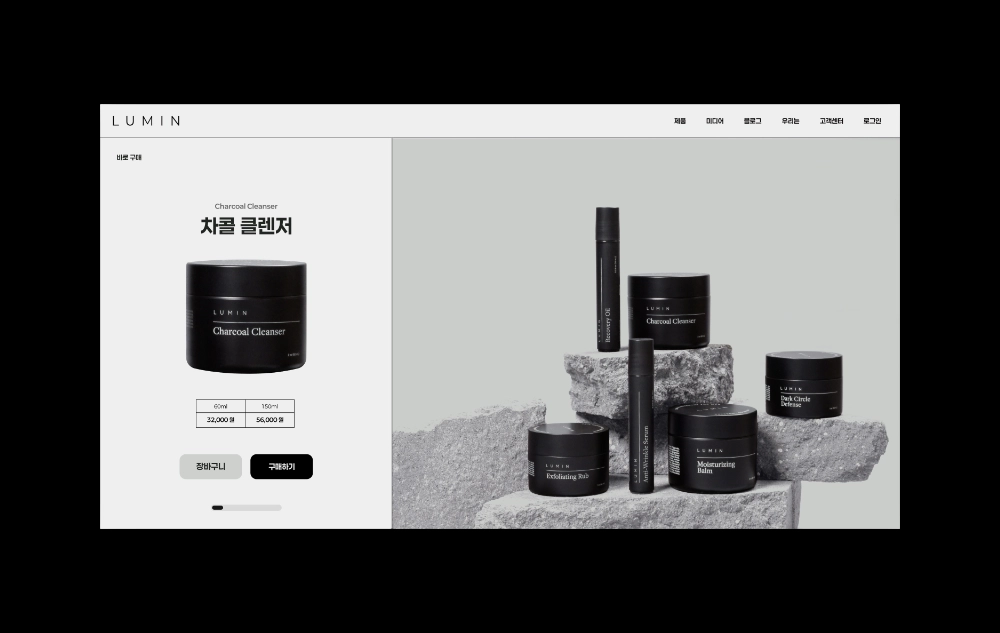 LUMIN
제품 미디어 블로그 우리는 고객센터 로그인
바로 구매
Charcoal Cleanser
차콜 클렌저
LUMIN
Charcoal Cleanser
60ml 150ml
32,000 원 56,000 원
장바구니 구매하기
LUMIN
Recovery Oil
LUMIN
Charcoal Cleanser
LUMIN
Dark Circle
Defense
LUMIN
Exfoliating Rub
LUMIN
Anti-Wrinkle Serum
LUMIN
Moisturizing
Balm